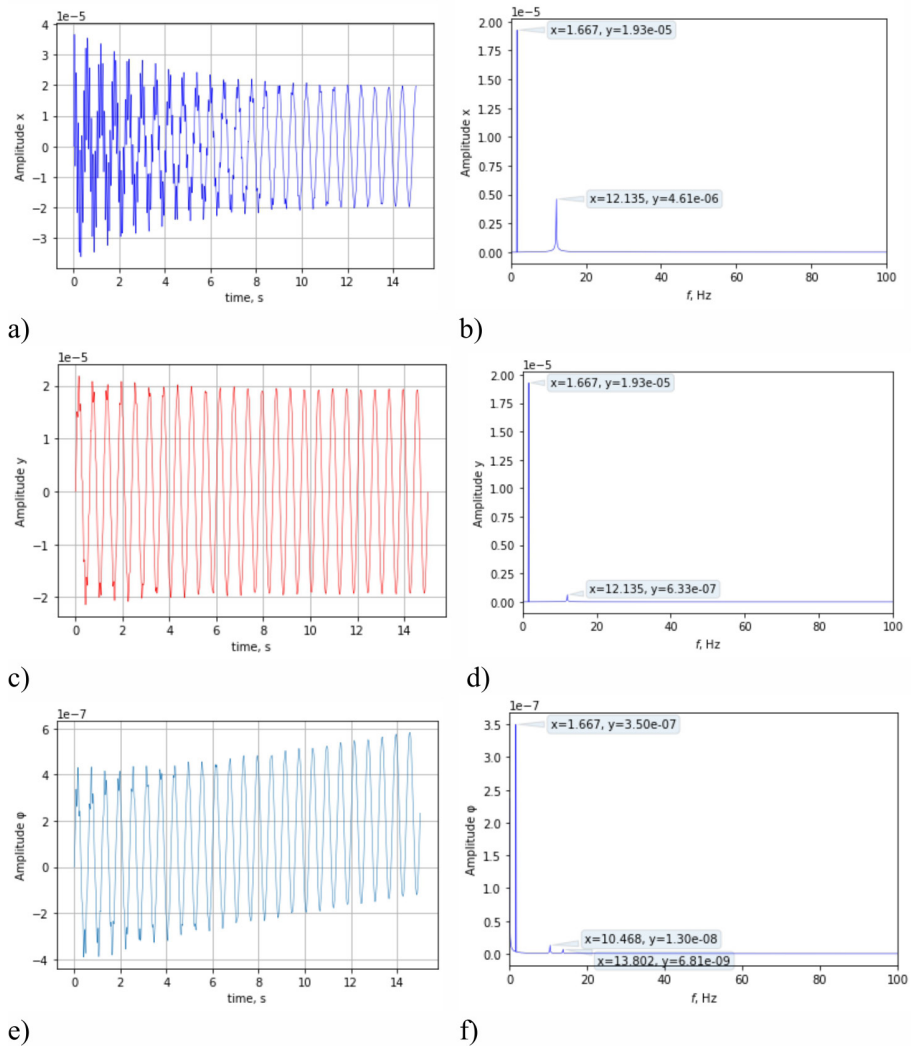 1e−5
4
3
2
1
0
−1
−2
−3
Amplitude x
0 2 4 6 8 10 12 14
time, s
a)
1e−5
2.00
1.75
1.50
1.25
1.00
0.75
0.50
0.25
0.00
Amplitude x
x=1.667, y=1.93e-05
x=12.135, y=4.61e-06
0 20 40 60 80 100
f, Hz
b)
1e−5
2
1
0
−1
−2
Amplitude y
0 2 4 6 8 10 12 14
time, s
c)
1e−5
2.00
1.75
1.50
1.25
1.00
0.75
0.50
0.25
0.00
Amplitude y
x=1.667, y=1.93e-05
x=12.135, y=6.33e-07
0 20 40 60 80 100
f, Hz
d)
1e−7
6
4
2
0
−2
−4
Amplitude φ
0 2 4 6 8 10 12 14
time, s
e)
1e−7
3.5
3.0
2.5
2.0
1.5
1.0
0.5
0.0
Amplitude φ
x=1.667, y=3.50e-07
x=10.468, y=1.30e-08
x=13.802, y=6.81e-09
0 20 40 60 80 100
f, Hz
f)